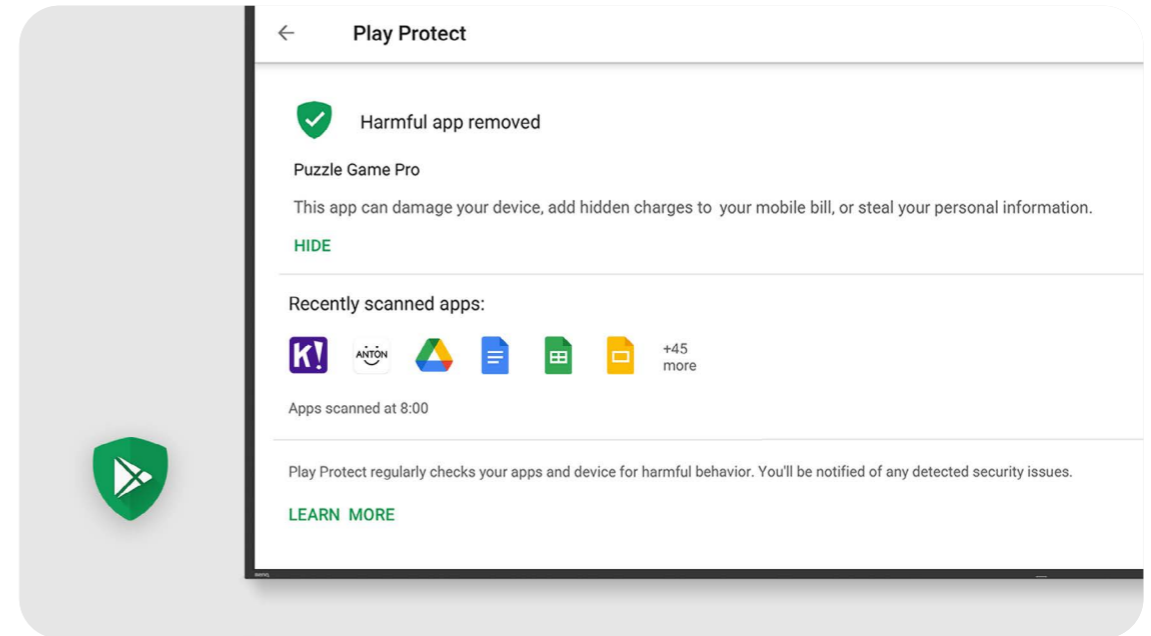 Play Protect
Harmful app removed
Puzzle Game Pro
This app can damage your device, add hidden charges to your mobile bill, or steal your personal information.
HIDE
Recently scanned apps:
K!
ANTON
+45
more
Apps scanned at 8:00
Play Protect regularly checks your apps and device for harmful behavior. You'll be notified of any detected security issues.
LEARN MORE
BenQ